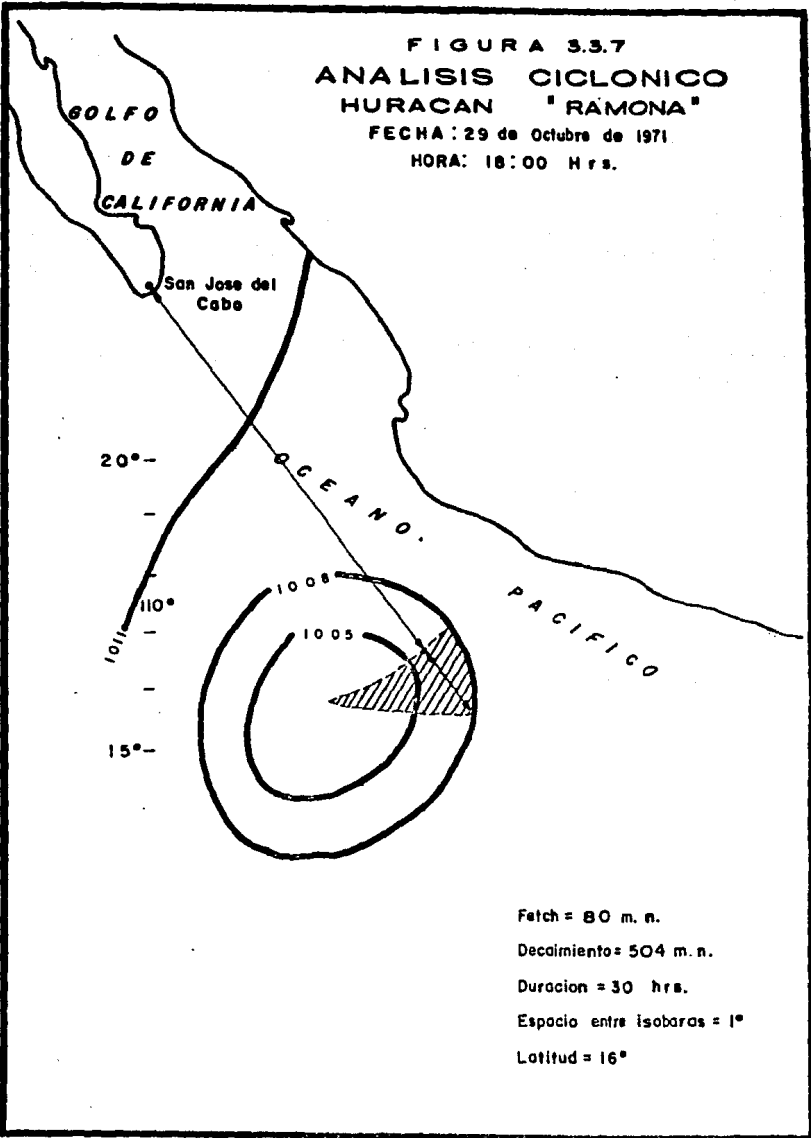 FIGURA 3.3.7
ANALISIS CICLONICO
HURACAN "RAMONA"
FECHA: 29 de Octubre de 1971
HORA: 18:00 Hrs.
GOLFO
DE
CALIFORNIA
San Jose del
Cabo
20°-
OCEANO.
PACIFICO
110°
1011
1008
1005
15°-
Fetch = 80 m.n.
Decaimiento= 504 m.n.
Duracion = 30 hrs.
Espacio entre isobaras = 1°
Latitud = 16°